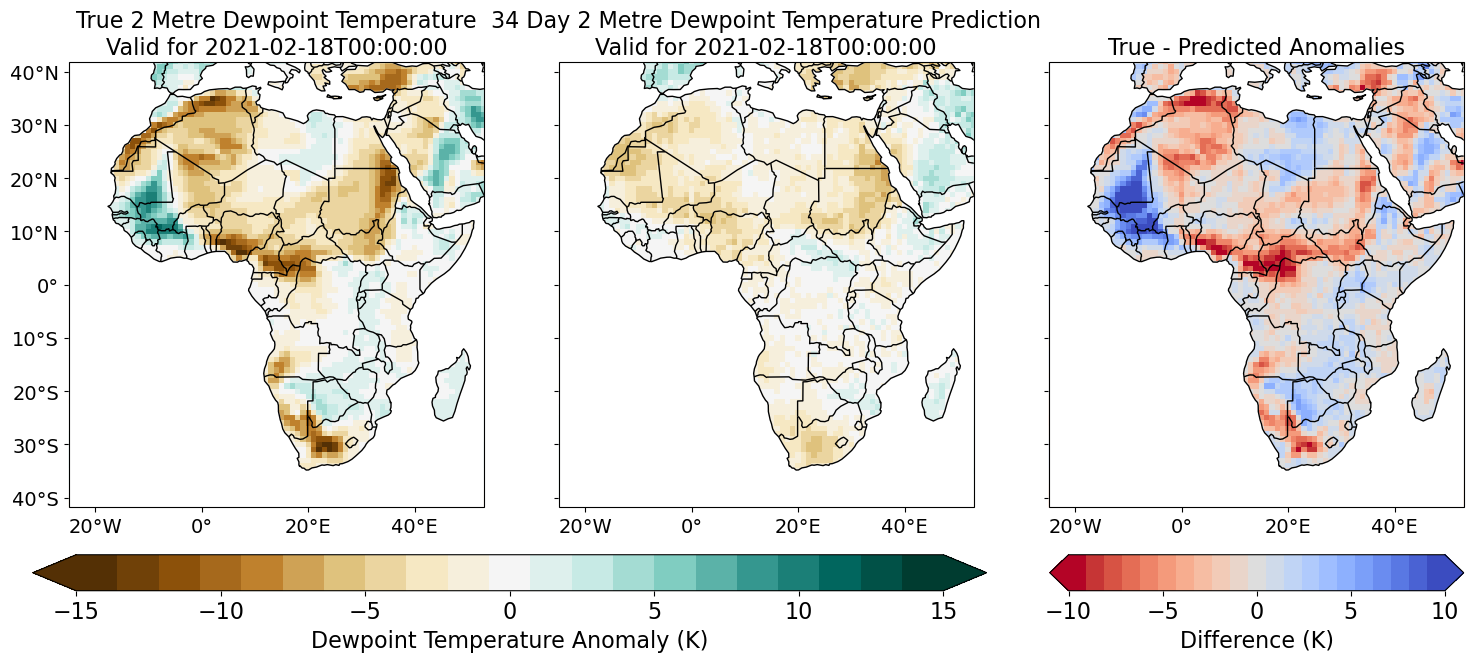 True 2 Metre Dewpoint Temperature
Valid for 2021-02-18T00:00:00
34 Day 2 Metre Dewpoint Temperature Prediction
Valid for 2021-02-18T00:00:00
True - Predicted Anomalies
40°N
30°N
20°N
10°N
0°
10°S
20°S
30°S
40°S
20°W 0° 20°E 40°E
20°W 0° 20°E 40°E
20°W 0° 20°E 40°E
−15 −10 −5 0 5 10 15
Dewpoint Temperature Anomaly (K)
−10 −5 0 5 10
Difference (K)